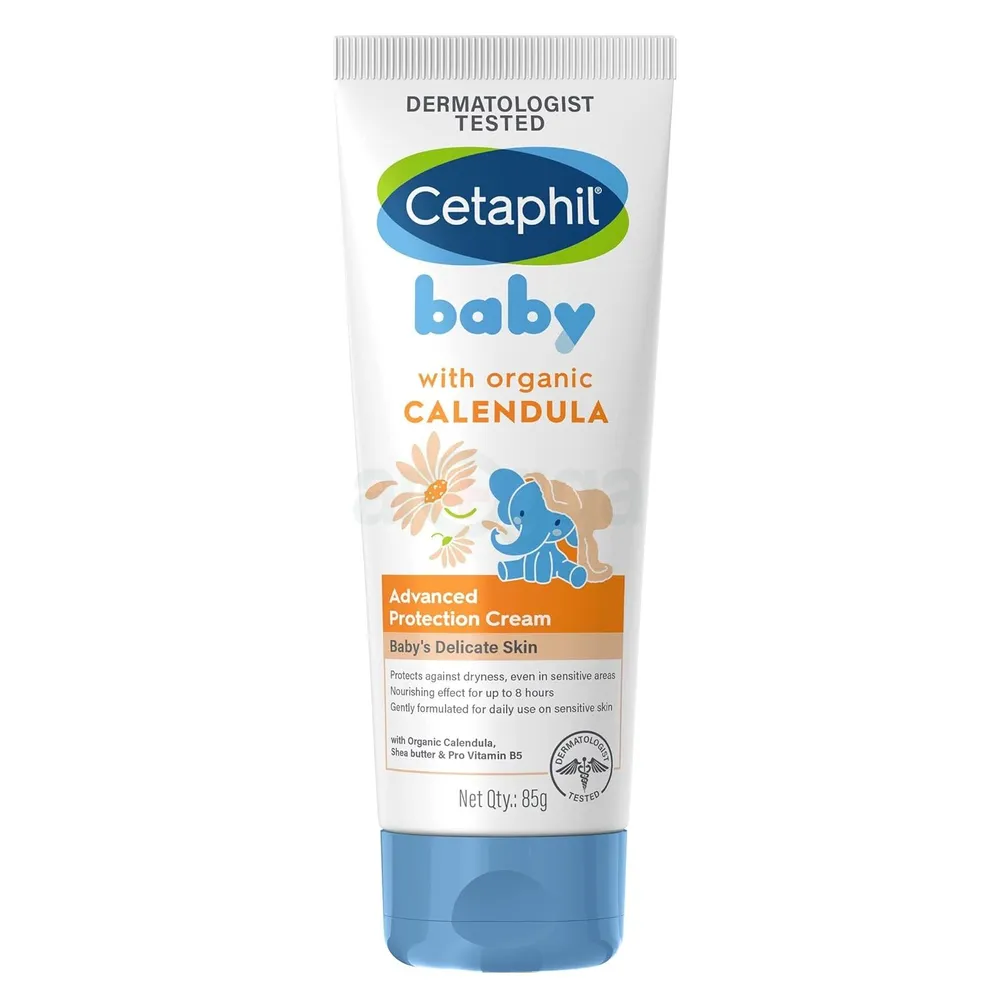 DERMATOLOGIST
TESTED
Cetaphil®
baby
with organic
CALENDULA
Advanced
Protection Cream
Baby's Delicate Skin
Protects against dryness, even in sensitive areas
Nourishing effect for up to 8 hours
Gently formulated for daily use on sensitive skin
with Organic Calendula,
Shea butter & Pro Vitamin B5
DERMATOLOGIST
TESTED
Net Qty.: 85g